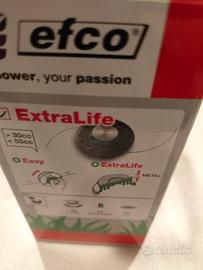 efco
power, your passion
ExtraLife
> 30cc
< 55cc
Easy
ExtraLife
METAL
subito